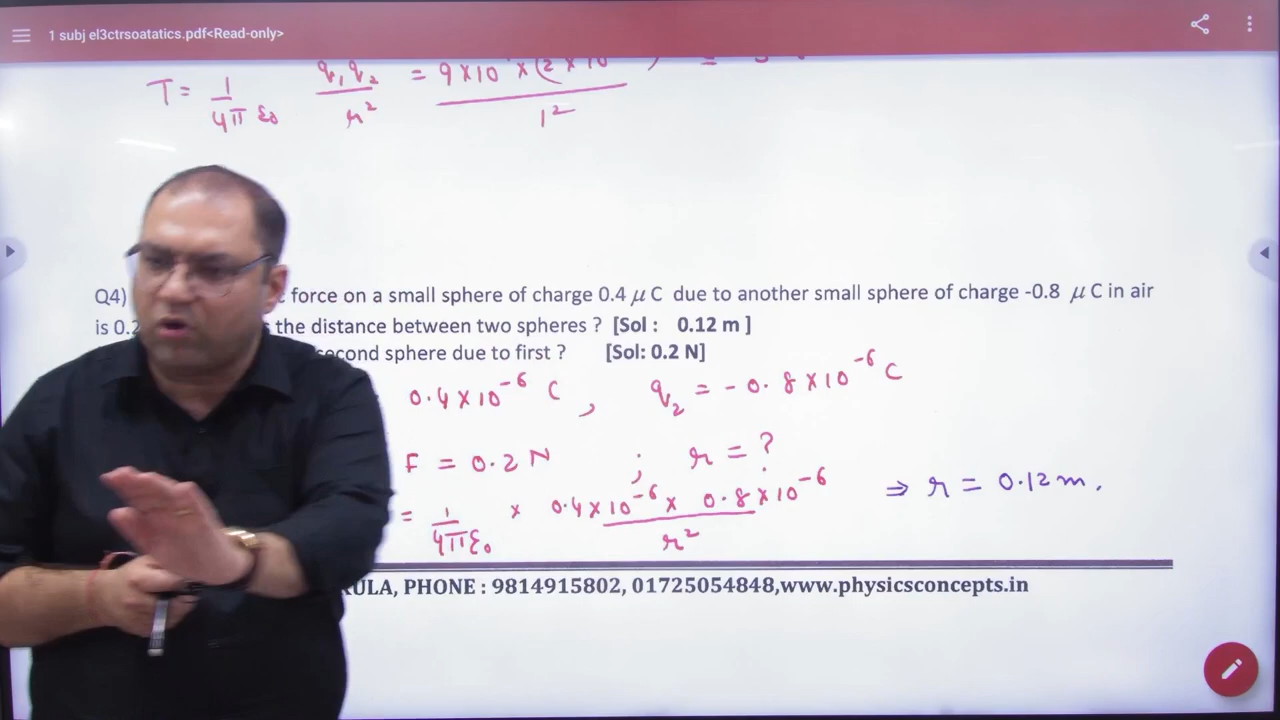 1 subj el3ctrsoatatics.pdf<Read-only>
T = 1/4πε₀ q₁q₂/r² = 9×10 ×(2×10 )/1² =
Q4) force on a small sphere of charge 0.4 μC due to another small sphere of charge -0.8 μC in air
is 0.2 the distance between two spheres ? [Sol : 0.12 m ]
second sphere due to first ? [Sol: 0.2 N]
0.4×10⁻⁶ C , q₂ = -0.8×10⁻⁶ C
F = 0.2 N ; r = ?
= 1/4πε₀ × 0.4×10⁻⁶ × 0.8×10⁻⁶/r² ⇒ r = 0.12 m.
PHONE : 9814915802, 01725054848,www.physicsconcepts.in